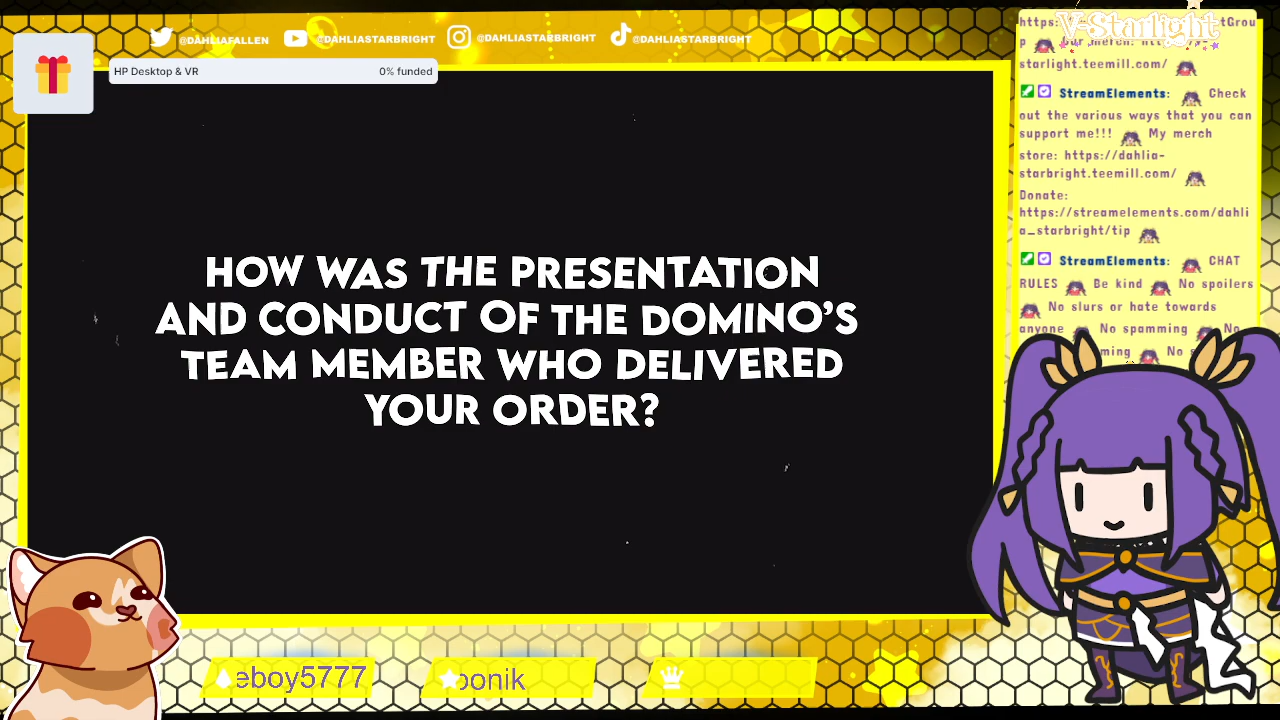 @DAHLIAFALLEN
@DAHLIASTARBRIGHT
@DAHLIASTARBRIGHT
@DAHLIASTARBRIGHT
HP Desktop & VR
0% funded
V-Starlight
https:
starlight.teemill.com/
StreamElements: Check
out the various ways that you can
support me!!! My merch
store: https://dahlia-
starbright.teemill.com/
Donate:
https://streamelements.com/dahli
a_starbright/tip
StreamElements: CHAT
RULES Be kind No spoilers
No slurs or hate towards
anyone No spamming No
HOW WAS THE PRESENTATION
AND CONDUCT OF THE DOMINO'S
TEAM MEMBER WHO DELIVERED
YOUR ORDER?
eboy5777
ponik